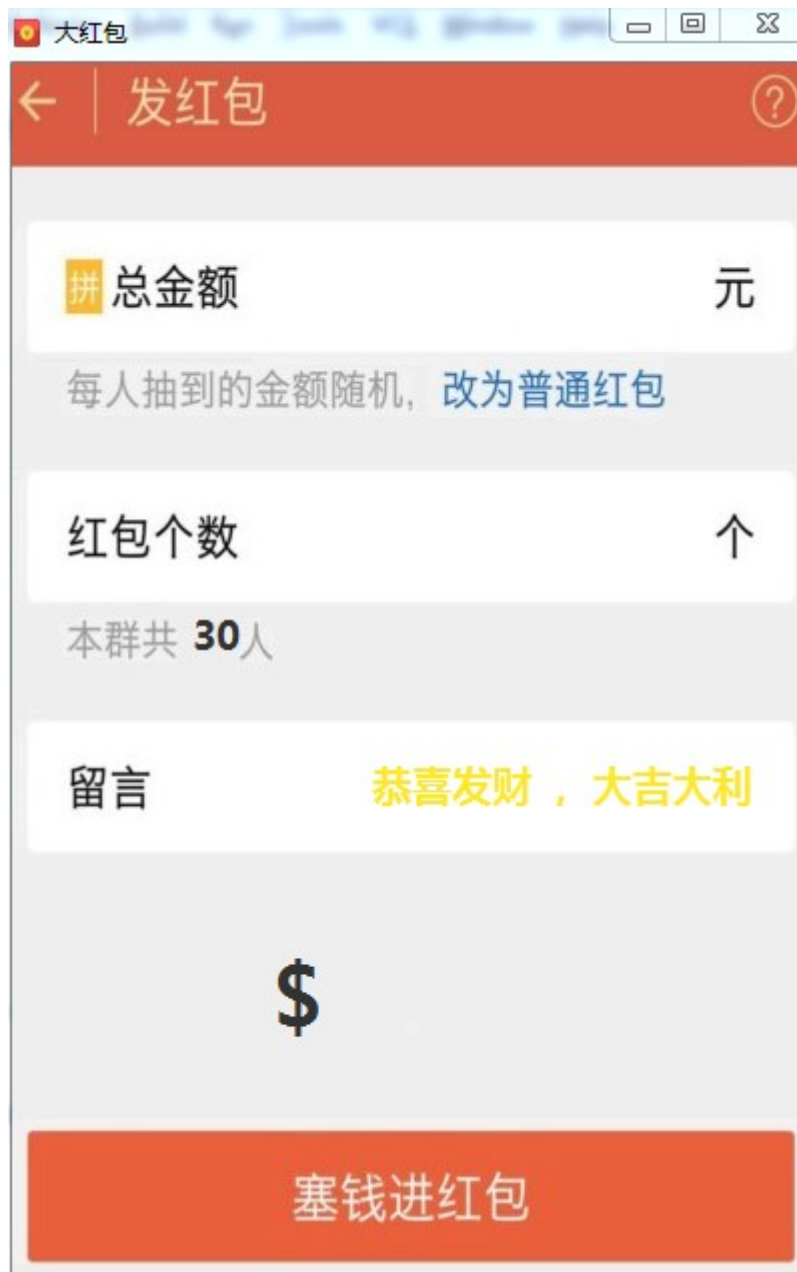 大红包
发红包 ?
拼 总金额 元
每人抽到的金额随机, 改为普通红包
红包个数 个
本群共 30人
留言 恭喜发财 ，大吉大利
$
塞钱进红包